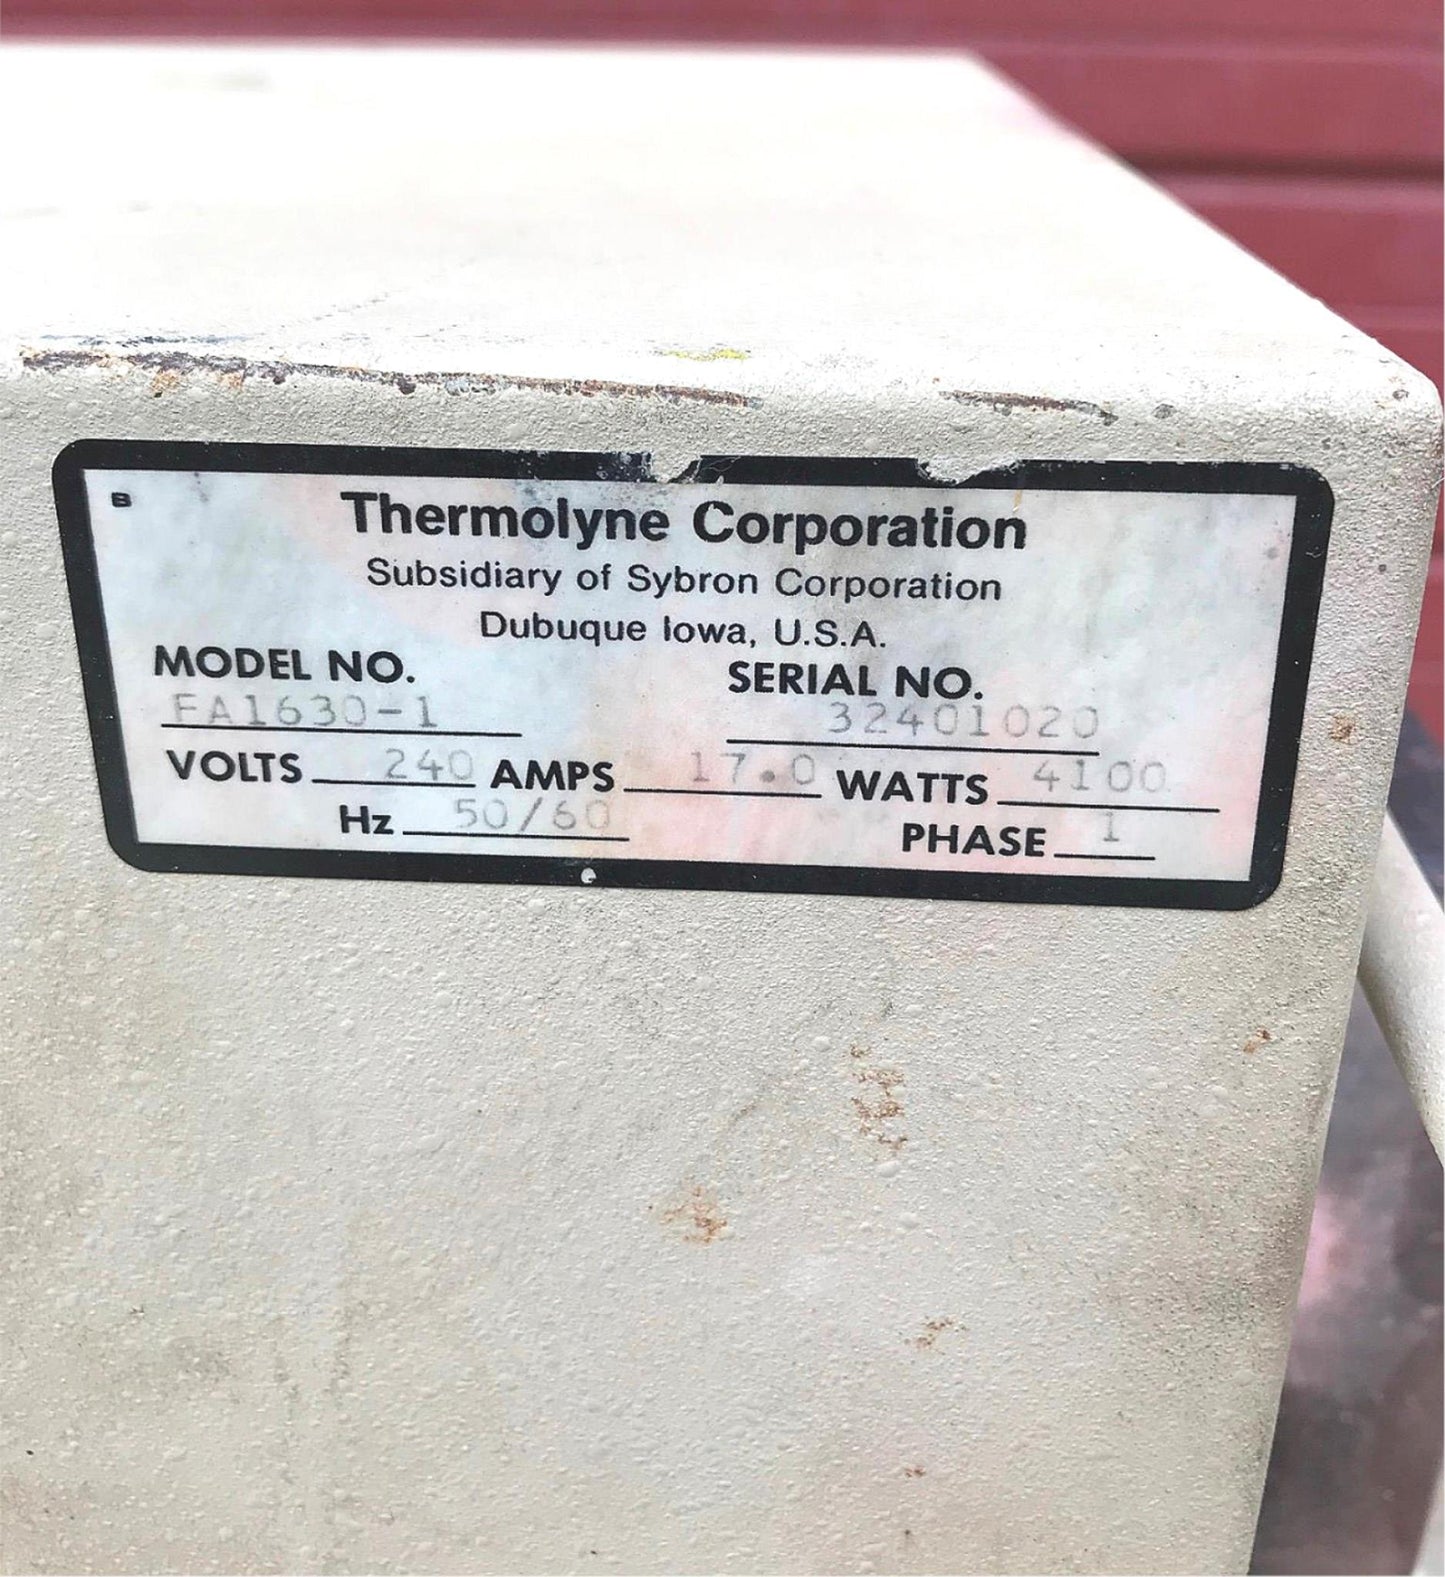 B
Thermolyne Corporation
Subsidiary of Sybron Corporation
Dubuque Iowa, U.S.A.
MODEL NO. SERIAL NO.
FA1630-1 32401020
VOLTS 240 AMPS 17.0 WATTS 4100
Hz 50/60 PHASE 1